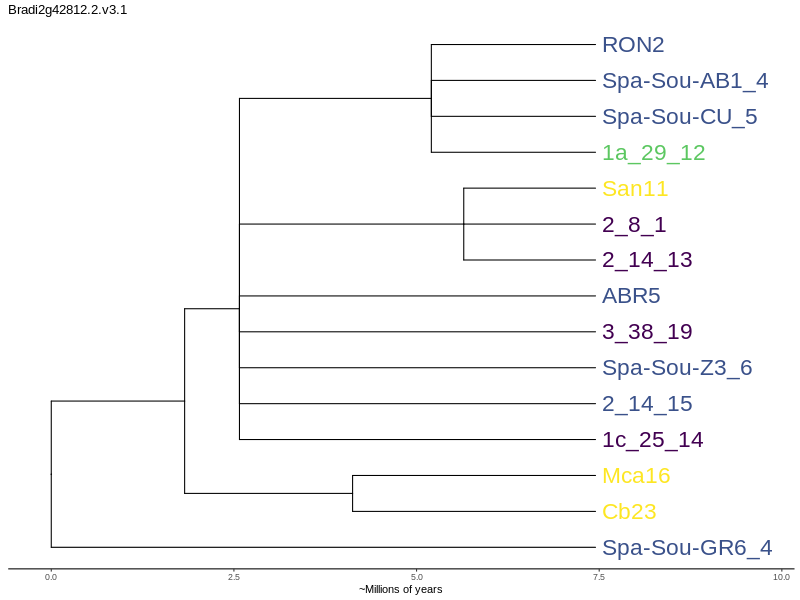 Bradi2g42812.2.v3.1
RON2
Spa-Sou-AB1_4
Spa-Sou-CU_5
1a_29_12
San11
2_8_1
2_14_13
ABR5
3_38_19
Spa-Sou-Z3_6
2_14_15
1c_25_14
Mca16
Cb23
Spa-Sou-GR6_4
0.0 2.5 5.0 7.5 10.0
~Millions of years